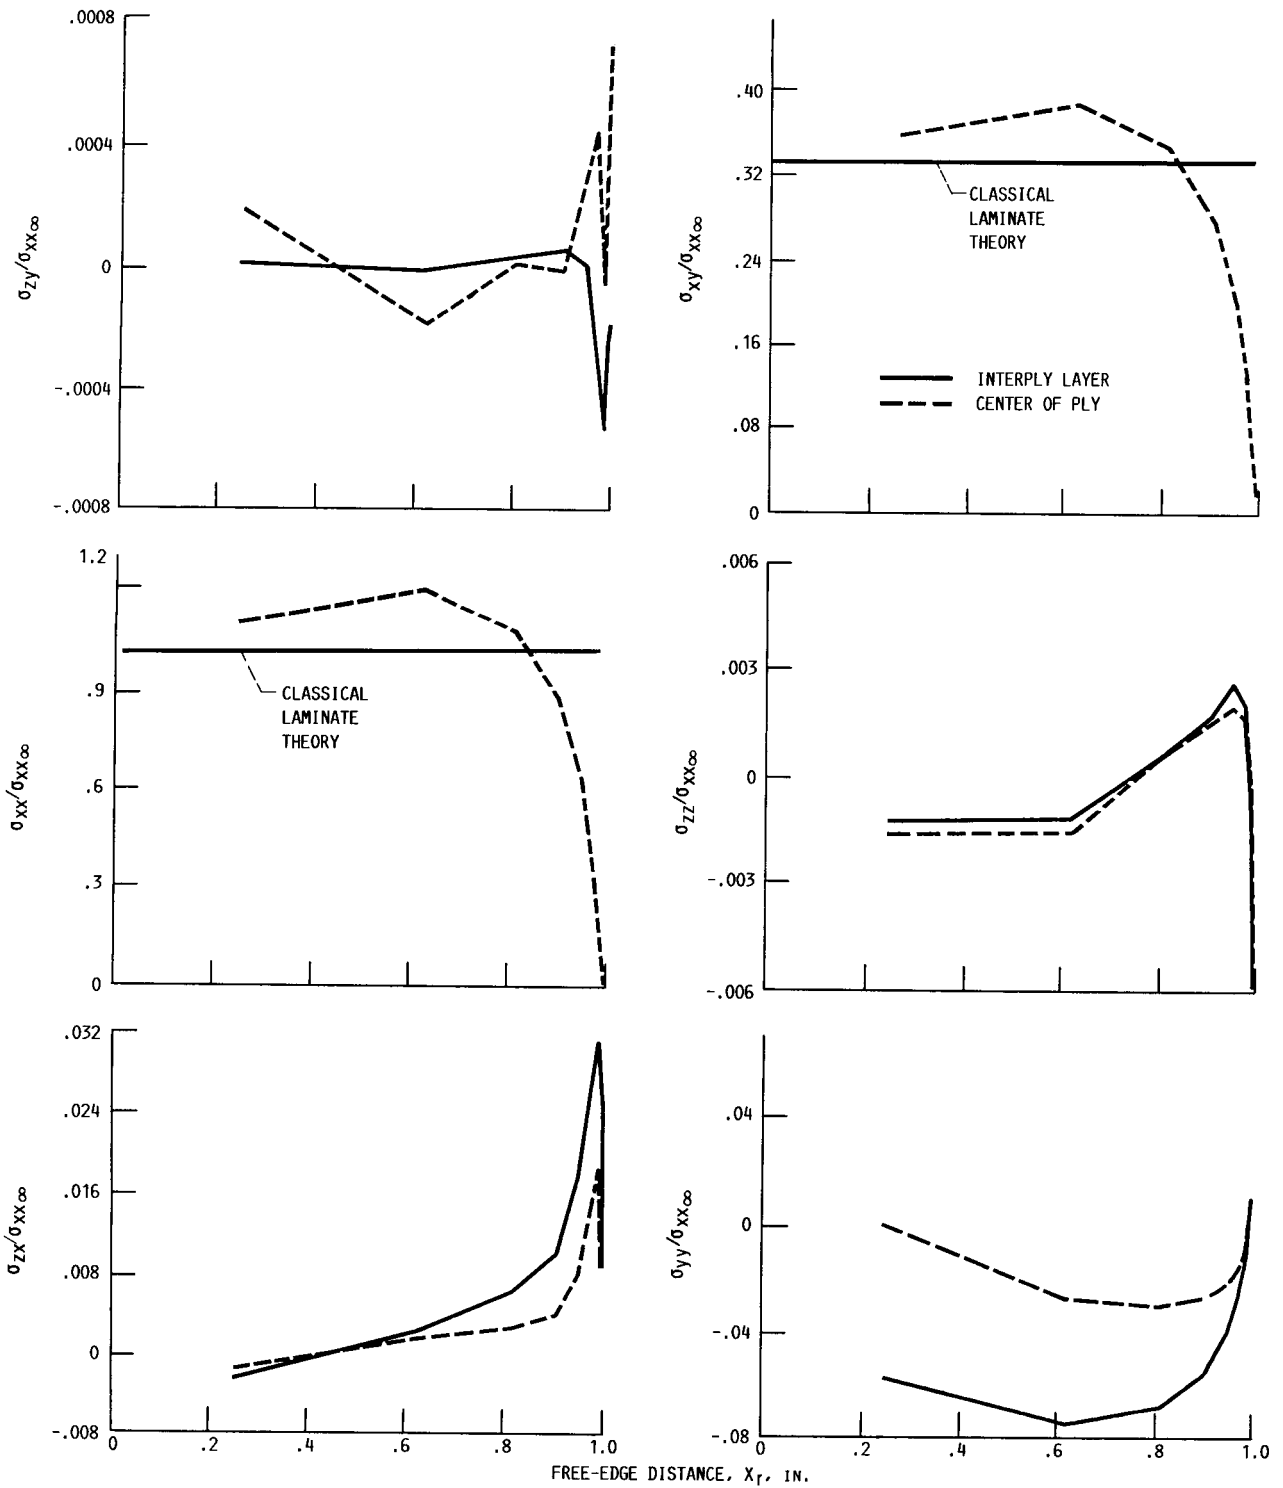 .0008
.0004
0
-.0004
-.0008
σzy/σxx∞
.40
.32
.24
.16
.08
0
σxy/σxx∞
CLASSICAL
LAMINATE
THEORY
INTERPLY LAYER
CENTER OF PLY
1.2
.9
.6
.3
0
σxx/σxx∞
CLASSICAL
LAMINATE
THEORY
.006
.003
0
-.003
-.006
σzz/σxx∞
.032
.024
.016
.008
0
-.008
σzx/σxx∞
0 .2 .4 .6 .8 1.0
.04
0
-.04
-.08
σyy/σxx∞
0 .2 .4 .6 .8 1.0
FREE-EDGE DISTANCE, Xr, IN.